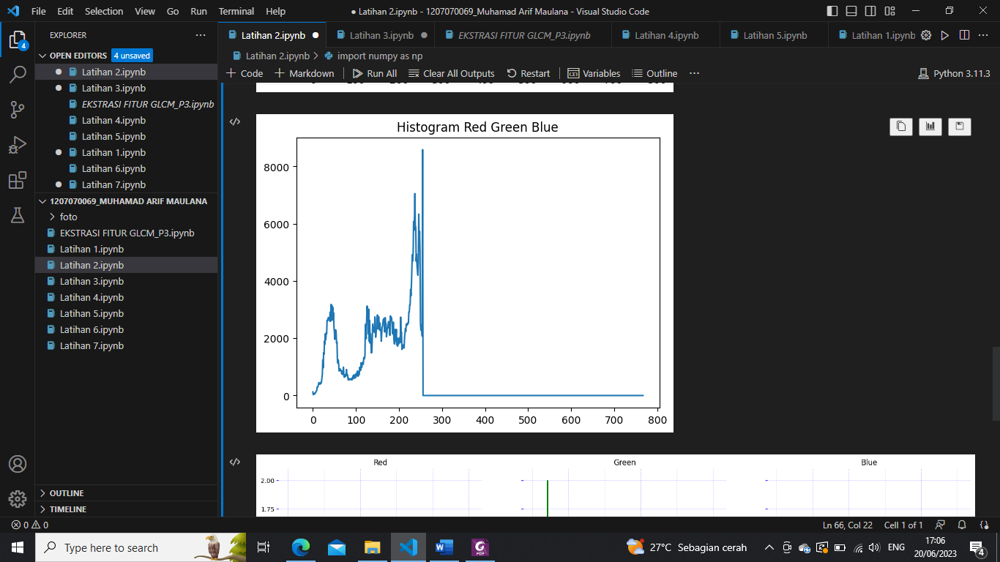 File Edit Selection View Go Run Terminal Help
● Latihan 2.ipynb - 1207070069_Muhamad Arif Maulana - Visual Studio Code
EXPLORER
OPEN EDITORS 4 unsaved
Latihan 2.ipynb
Latihan 3.ipynb
EKSTRASI FITUR GLCM_P3.ipynb
Latihan 4.ipynb
Latihan 5.ipynb
Latihan 1.ipynb
Latihan 6.ipynb
Latihan 7.ipynb
1207070069_MUHAMAD ARIF MAULANA
foto
EKSTRASI FITUR GLCM_P3.ipynb
Latihan 1.ipynb
Latihan 2.ipynb
Latihan 3.ipynb
Latihan 4.ipynb
Latihan 5.ipynb
Latihan 6.ipynb
Latihan 7.ipynb
OUTLINE
TIMELINE
4
Latihan 2.ipynb Latihan 3.ipynb EKSTRASI FITUR GLCM_P3.ipynb Latihan 4.ipynb Latihan 5.ipynb Latihan 1.ipynb
Latihan 2.ipynb > import numpy as np
+ Code + Markdown Run All Clear All Outputs Restart Variables Outline ... Python 3.11.3
Histogram Red Green Blue
8000
6000
4000
2000
0
0 100 200 300 400 500 600 700 800
Red Green Blue
2.00
1.75
0 0 Ln 66, Col 22 Cell 1 of 1
Type here to search 27°C Sebagian cerah ENG 17:06
20/06/2023
4